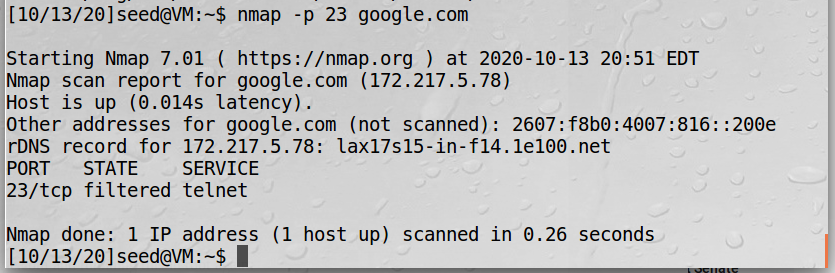 [10/13/20]seed@VM:~$ nmap -p 23 google.com
Starting Nmap 7.01 ( https://nmap.org ) at 2020-10-13 20:51 EDT
Nmap scan report for google.com (172.217.5.78)
Host is up (0.014s latency).
Other addresses for google.com (not scanned): 2607:f8b0:4007:816::200e
rDNS record for 172.217.5.78: lax17s15-in-f14.1e100.net
PORT   STATE    SERVICE
23/tcp filtered telnet
Nmap done: 1 IP address (1 host up) scanned in 0.26 seconds
[10/13/20]seed@VM:~$